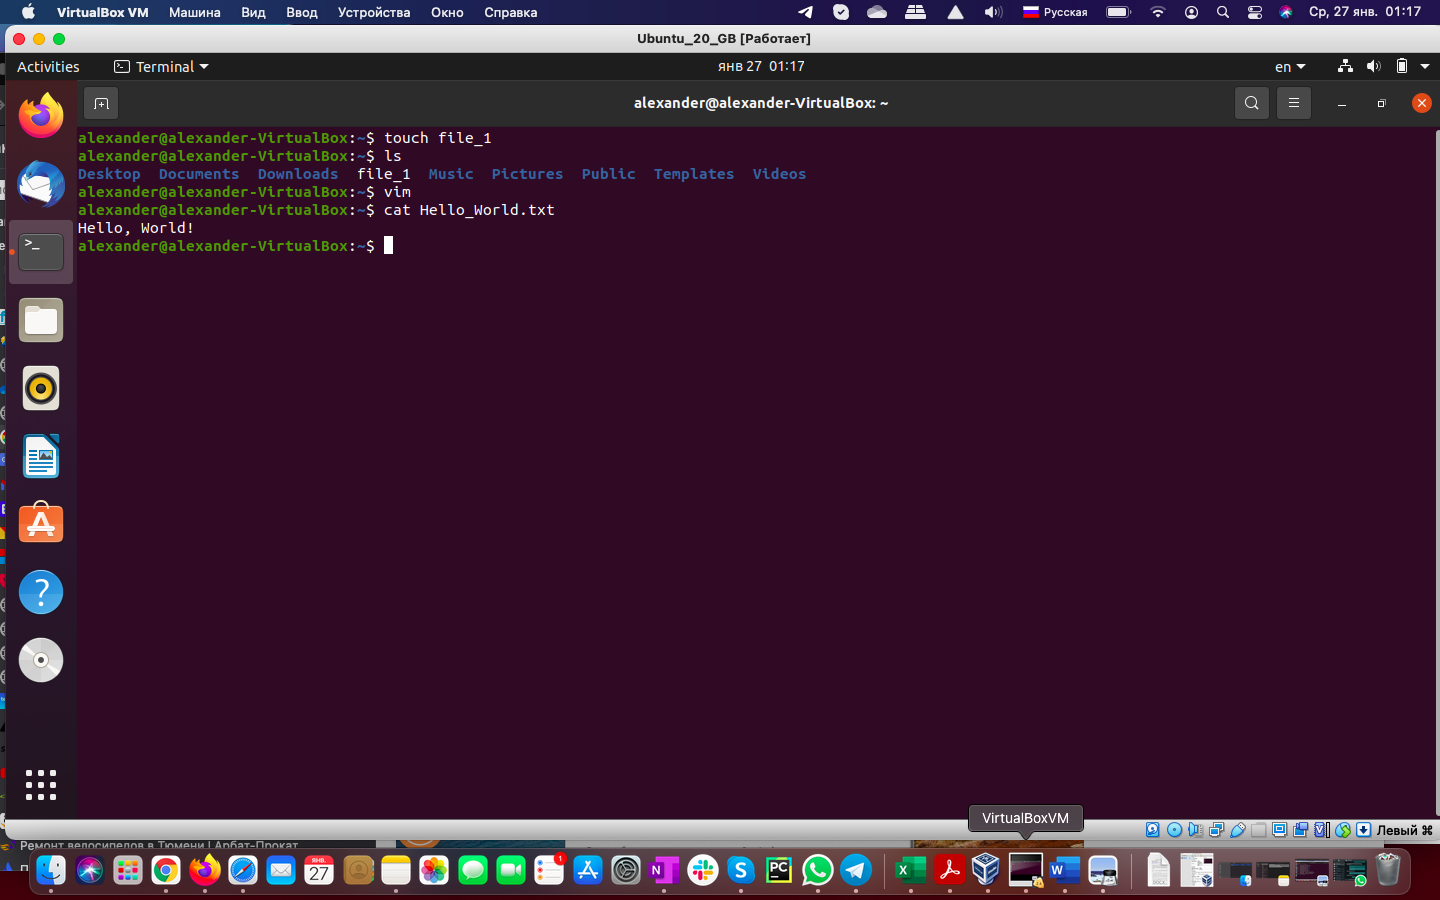 VirtualBox VM Машина Вид Ввод Устройства Окно Справка Русская Ср, 27 янв. 01:17
Ubuntu_20_GB [Работает]
Activities Terminal янв 27 01:17 en
alexander@alexander-VirtualBox: ~
alexander@alexander-VirtualBox:~$ touch file_1
alexander@alexander-VirtualBox:~$ ls
Desktop Documents Downloads file_1 Music Pictures Public Templates Videos
alexander@alexander-VirtualBox:~$ vim
alexander@alexander-VirtualBox:~$ cat Hello_World.txt
Hello, World!
alexander@alexander-VirtualBox:~$
VirtualBoxVM
Левый ⌘
Ремонт велосипедов в Тюмени | Арбат-Прокат
27
1
PC